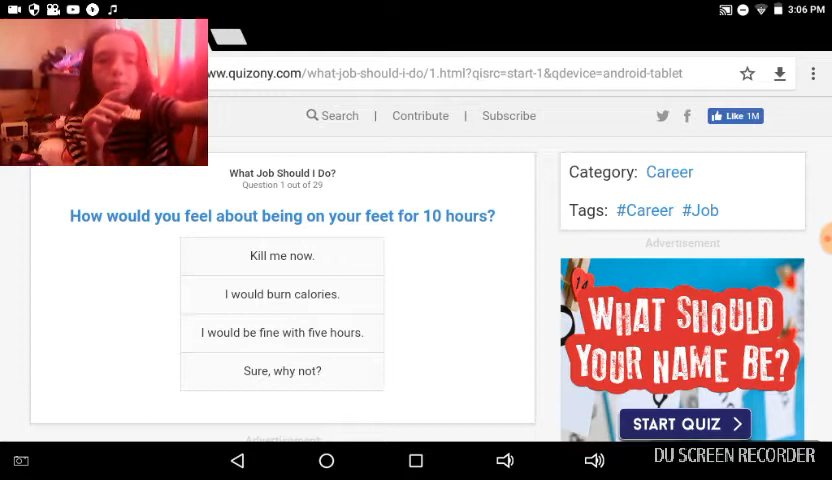 3:06 PM
ww.quizony.com/what-job-should-i-do/1.html?qisrc=start-1&qdevice=android-tablet
Search | Contribute | Subscribe
Like 1M
What Job Should I Do?
Question 1 out of 29
How would you feel about being on your feet for 10 hours?
Kill me now.
I would burn calories.
I would be fine with five hours.
Sure, why not?
Category: Career
Tags: #Career #Job
Advertisement
WHAT SHOULD
YOUR NAME BE?
START QUIZ
Advertisement
DU SCREEN RECORDER